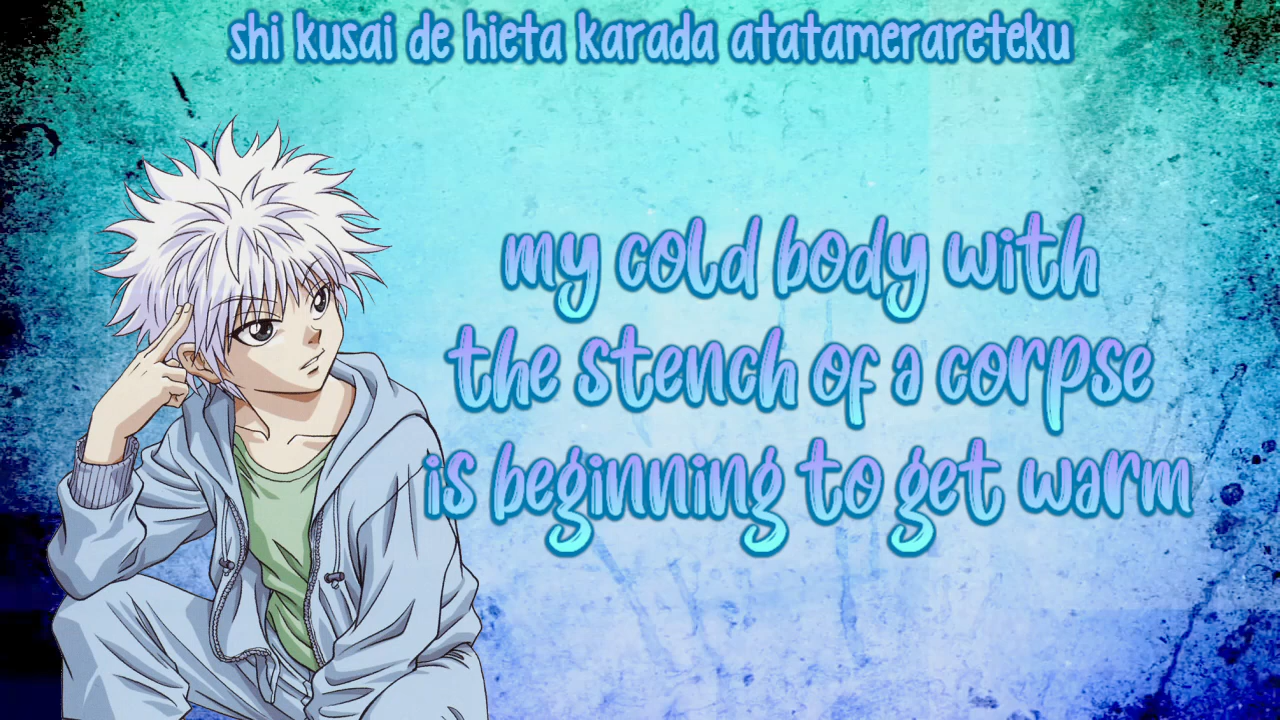 shi kusai de hieta karada atatamerareteku
my cold body with
the stench of a corpse
is beginning to get warm